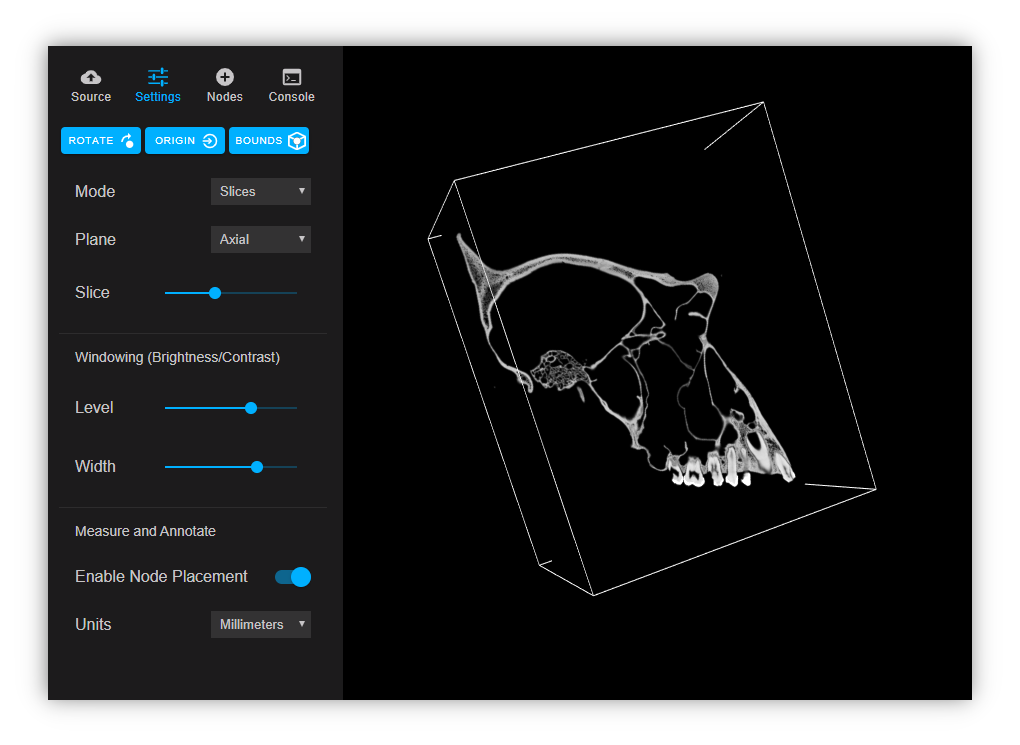 Source Settings Nodes Console
ROTATE ORIGIN BOUNDS
Mode Slices
Plane Axial
Slice
Windowing (Brightness/Contrast)
Level
Width
Measure and Annotate
Enable Node Placement
Units Millimeters